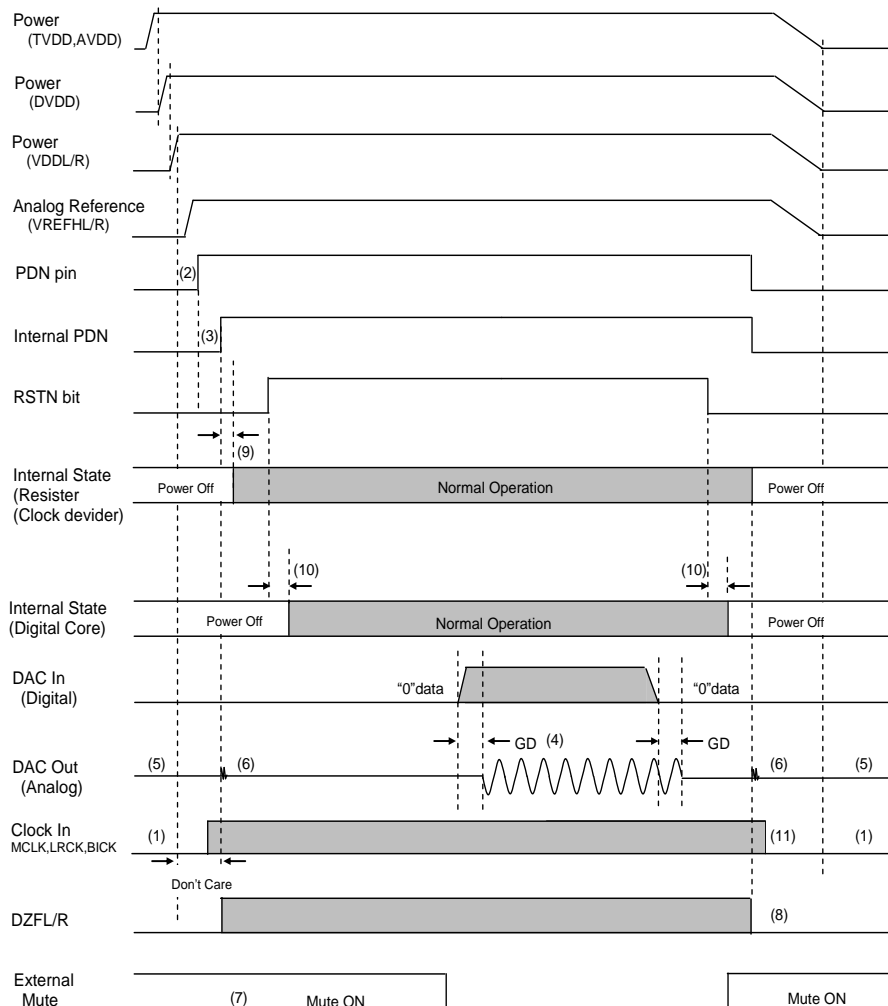 Power
(TVDD,AVDD)
Power
(DVDD)
Power
(VDDL/R)
Analog Reference
(VREFHL/R)
PDN pin
(2)
Internal PDN
(3)
RSTN bit
(9)
Internal State
(Resister
(Clock devider)
Power Off
Normal Operation
Power Off
(10)
(10)
Internal State
(Digital Core)
Power Off
Normal Operation
Power Off
DAC In
(Digital)
“0”data
“0”data
GD
(4)
GD
DAC Out
(Analog)
(5)
(6)
(6)
(5)
Clock In
MCLK,LRCK,BICK
(1)
(11)
(1)
Don’t Care
DZFL/R
(8)
External
Mute
(7)
Mute ON
Mute ON